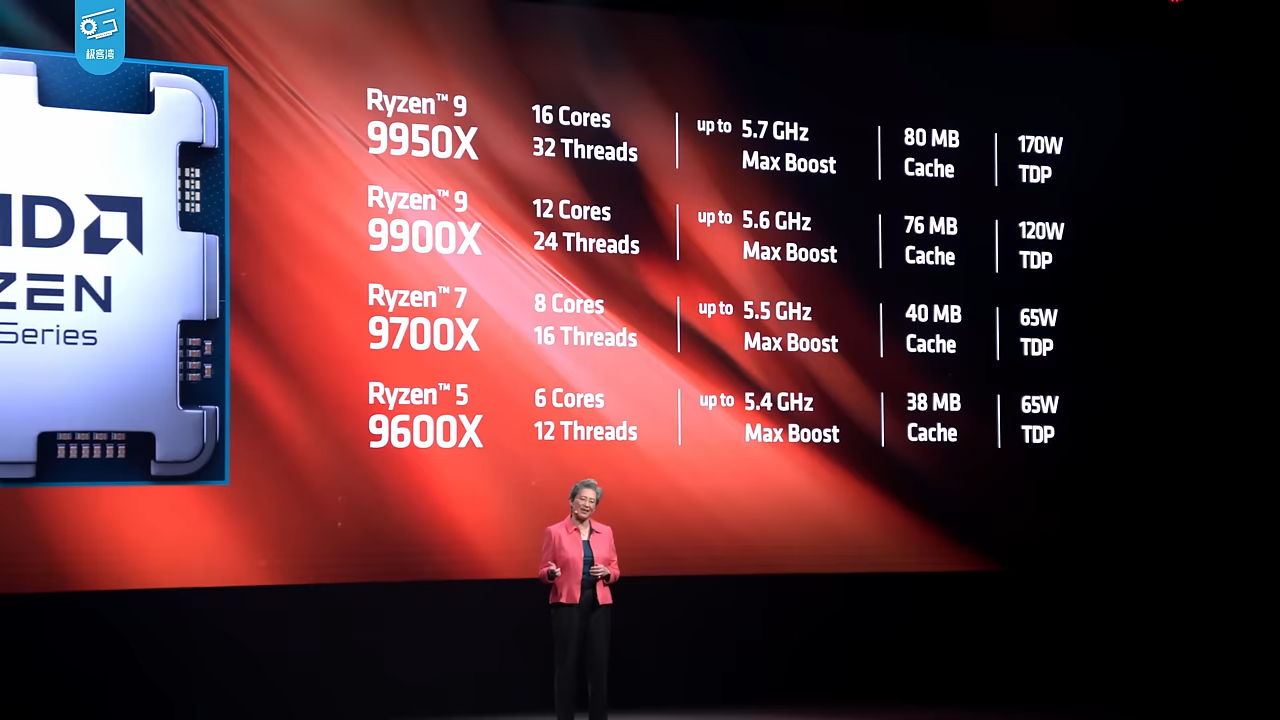 极客湾
Ryzen™ 9
9950X
16 Cores
32 Threads
up to 5.7 GHz
Max Boost
80 MB
Cache
170W
TDP
Ryzen™ 9
9900X
12 Cores
24 Threads
up to 5.6 GHz
Max Boost
76 MB
Cache
120W
TDP
Ryzen™ 7
9700X
8 Cores
16 Threads
up to 5.5 GHz
Max Boost
40 MB
Cache
65W
TDP
Ryzen™ 5
9600X
6 Cores
12 Threads
up to 5.4 GHz
Max Boost
38 MB
Cache
65W
TDP
MD
ZEN
Series